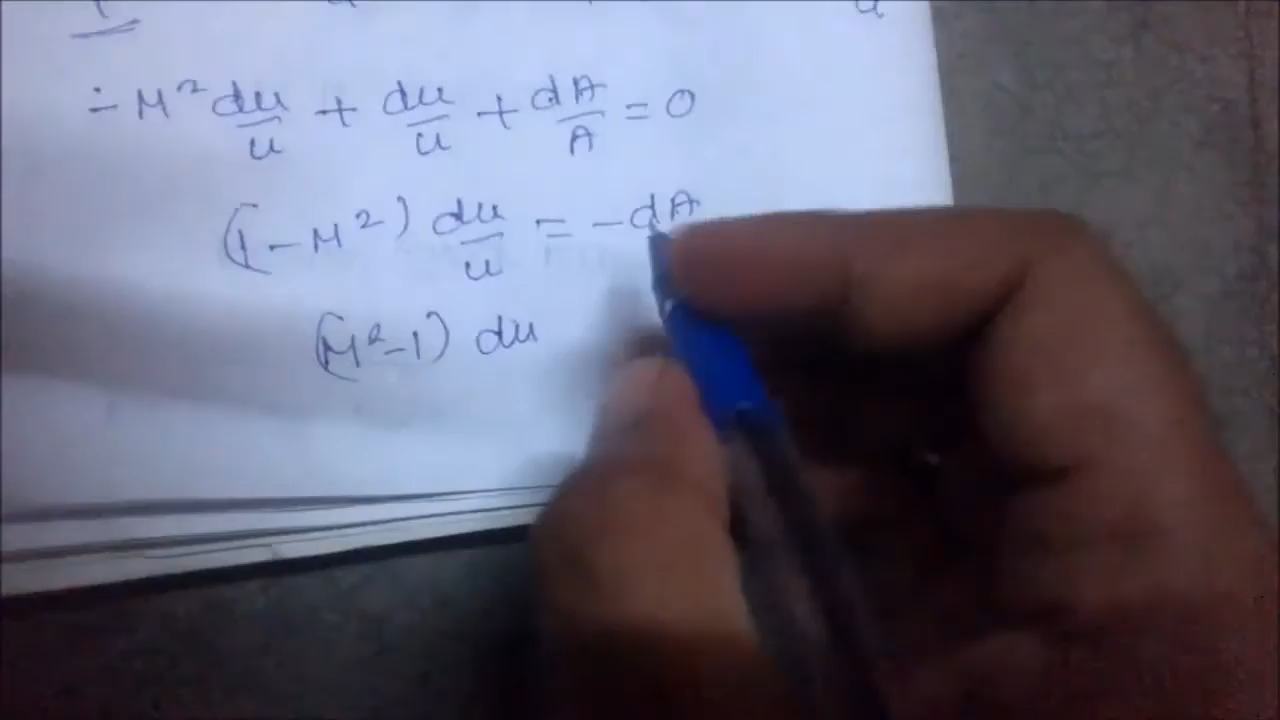 -M² du/u + du/u + dA/A = 0
(1 - M²) du/u = -dA
(M² - 1) du